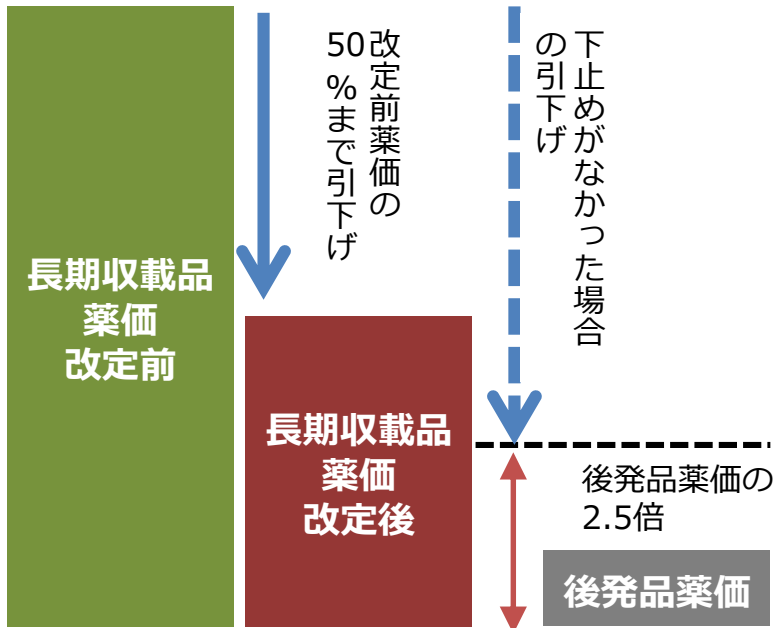 長期収載品
薬価
改定前
改定前薬価の
50%まで引下げ
長期収載品
薬価
改定後
下止めがなかった場合
の引下げ
後発品薬価の
2.5倍
後発品薬価